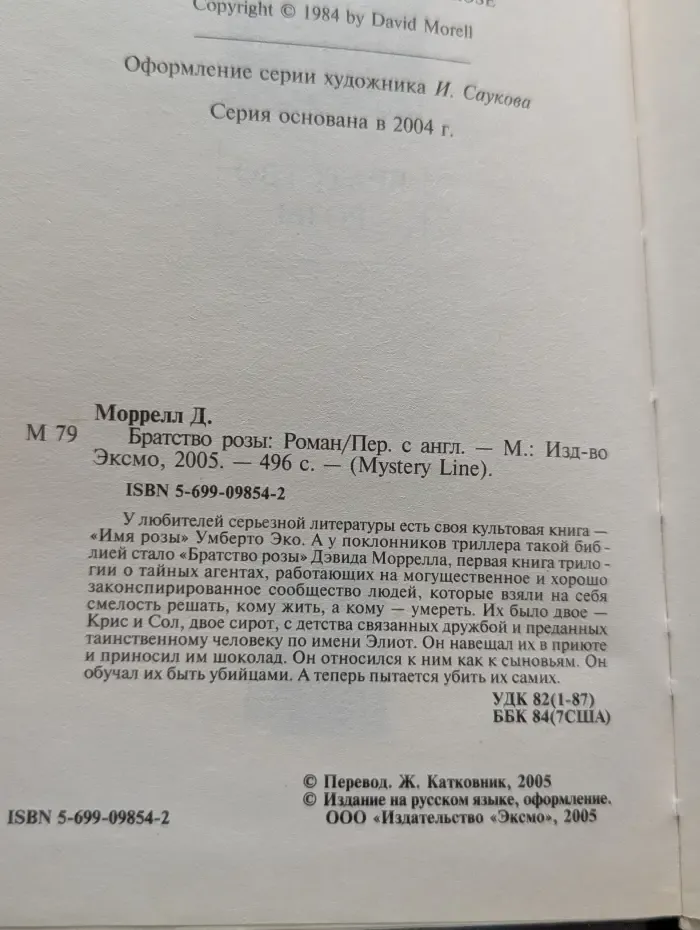 Copyright © 1984 by David Morell
Оформление серии художника И. Саукова
Серия основана в 2004 г.
Моррелл Д.
М 79
Братство розы: Роман/Пер. с англ. — М.: Изд-во
Эксмо, 2005. — 496 с. — (Mystery Line).
ISBN 5-699-09854-2
У любителей серьезной литературы есть своя культовая книга —
«Имя розы» Умберто Эко. А у поклонников триллера такой биб-
лией стало «Братство розы» Дэвида Моррелла, первая книга трило-
гии о тайных агентах, работающих на могущественное и хорошо
законспирированное сообщество людей, которые взяли на себя
смелость решать, кому жить, а кому — умереть. Их было двое —
Крис и Сол, двое сирот, с детства связанных дружбой и преданных
таинственному человеку по имени Элиот. Он навещал их в приюте
и приносил им шоколад. Он относился к ним как к сыновьям. Он
обучал их быть убийцами. А теперь пытается убить их самих.
УДК 82(1-87)
ББК 84(7США)
© Перевод. Ж. Катковник, 2005
© Издание на русском языке, оформление.
ООО «Издательство «Эксмо», 2005
ISBN 5-699-09854-2